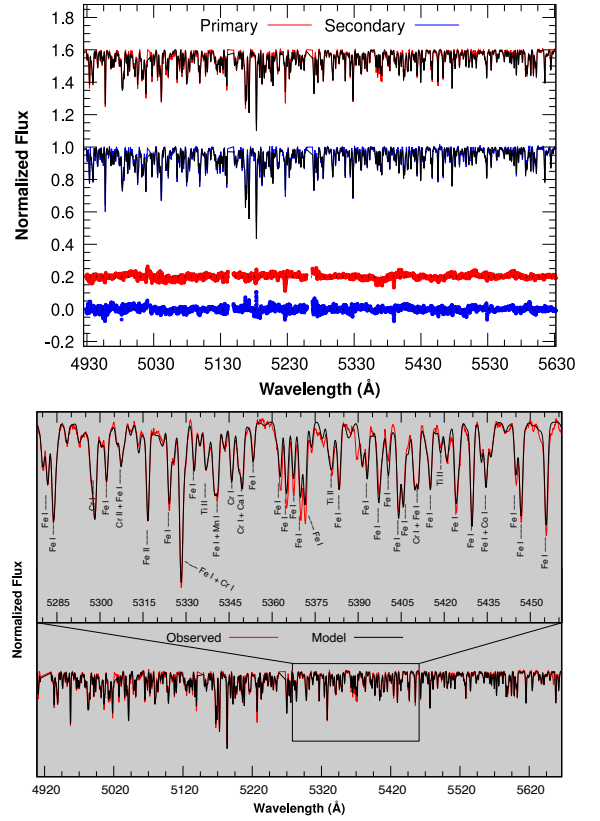 Primary Secondary
1.8
1.6
1.4
1.2
1.0
0.8
0.6
0.4
0.2
0.0
-0.2
Normalized Flux
4930 5030 5130 5230 5330 5430 5530 5630
Wavelength (Å)
Normalized Flux
Fe I
Fe I
Cr I
Fe I
Cr II + Fe I
Fe II
Fe I
Fe I + Cr I
Fe I
Ti II
Fe I + Mn I
Cr I
Cr I + Ca I
Fe I
Fe I
Fe I
Fe I
Fe I
Fe I
Ti II
Fe I
Fe I
Fe I
Fe I
Fe I
Fe I
Cr I + Fe I
Fe I
Ti II
Fe I
Fe I
Fe I + Co I
Fe I
Fe I
Fe I
5285 5300 5315 5330 5345 5360 5375 5390 5405 5420 5435 5450
Observed Model
4920 5020 5120 5220 5320 5420 5520 5620
Wavelength (Å)